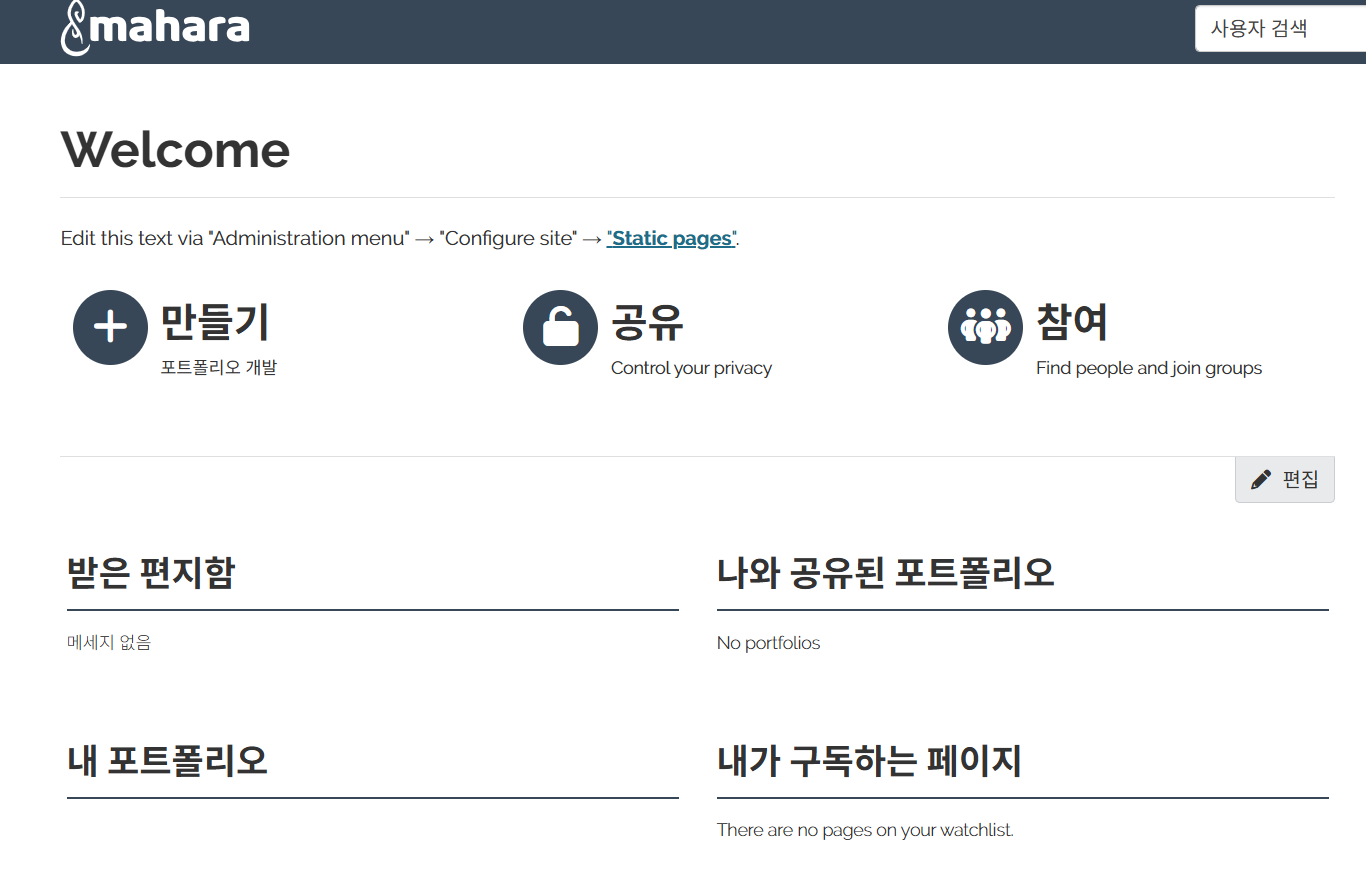 mahara
사용자 검색
Welcome
Edit this text via "Administration menu" → "Configure site" → "Static pages".
만들기
포트폴리오 개발
공유
Control your privacy
참여
Find people and join groups
편집
받은 편지함
메세지 없음
나와 공유된 포트폴리오
No portfolios
내 포트폴리오
내가 구독하는 페이지
There are no pages on your watchlist.